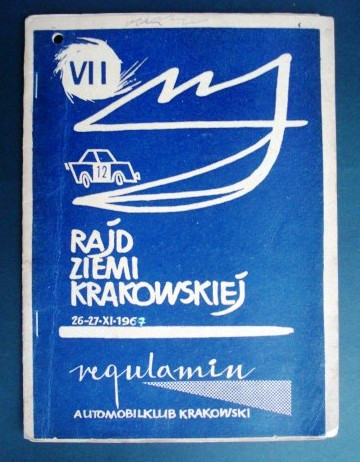 VII
12
RAJD
ZIEMI
KRAKOWSKIEJ
26-27-XI-1967
regulamin
AUTOMOBILKLUB KRAKOWSKI